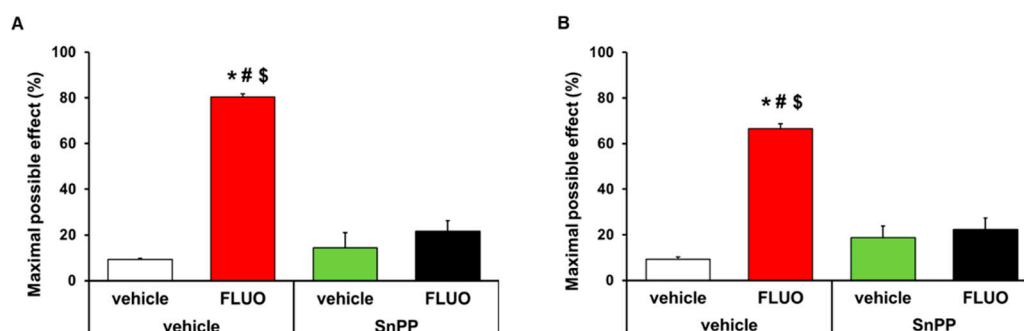 A
Maximal possible effect (%)
100
80
60
40
20
0
* # $
vehicle FLUO vehicle FLUO
vehicle SnPP
B
Maximal possible effect (%)
100
80
60
40
20
0
* # $
vehicle FLUO vehicle FLUO
vehicle SnPP